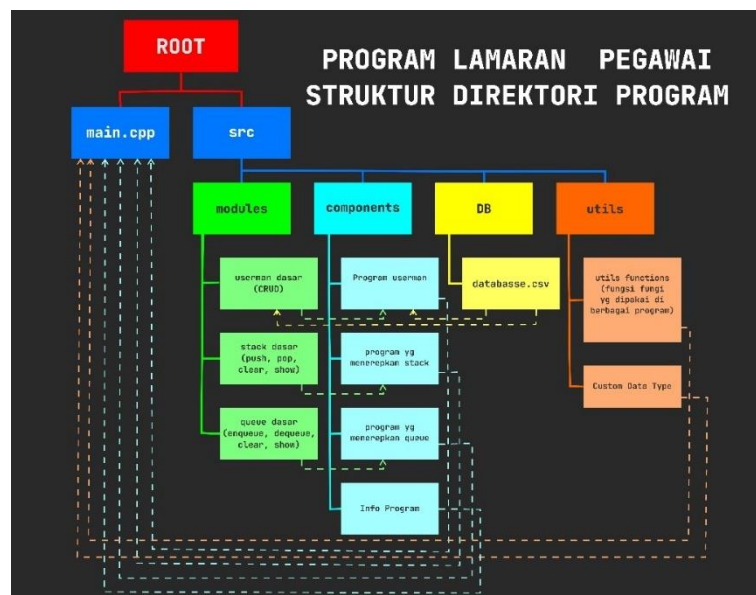 ROOT
PROGRAM LAMARAN PEGAWAI
STRUKTUR DIREKTORI PROGRAM
main.cpp
src
modules
components
DB
utils
userman dasar
(CRUD)
Program userman
databasse.csv
utils functions
(fungsi fungsi
yg dipakai di
berbagai program)
stack dasar
(push, pop,
clear, show)
program yg
menerepkan stack
Custom Data Type
queue dasar
(enqueue, dequeue,
clear, show)
program yg
menerepkan queue
Info Program